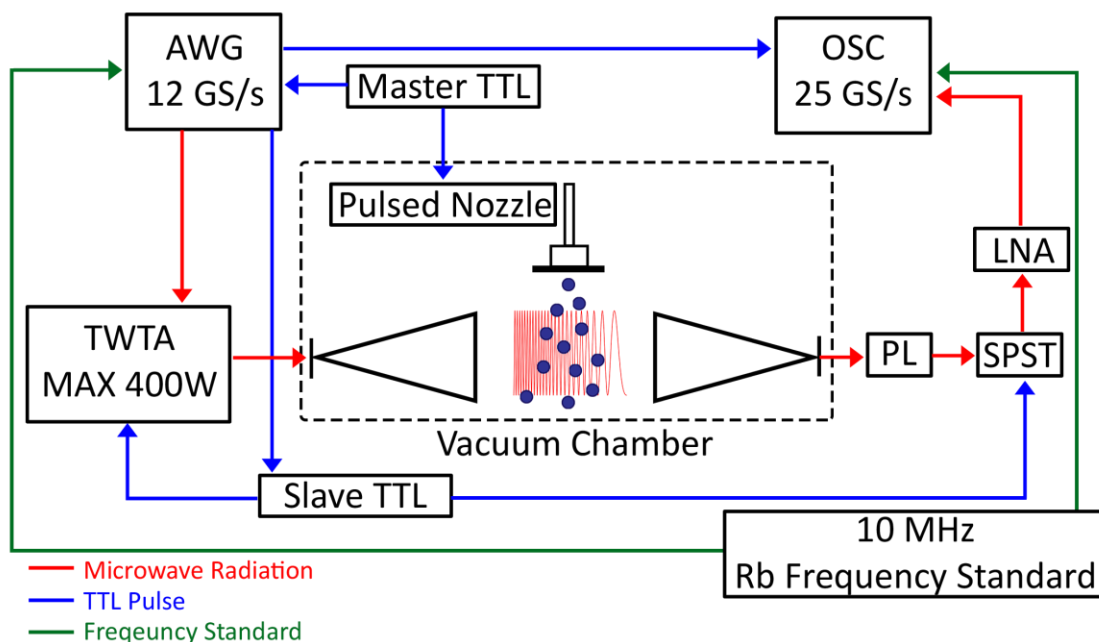 AWG
12 GS/s
Master TTL
OSC
25 GS/s
Pulsed Nozzle
LNA
TWTA
MAX 400W
PL
SPST
Vacuum Chamber
Slave TTL
10 MHz
Rb Frequency Standard
Microwave Radiation
TTL Pulse
Freqeuncy Standard